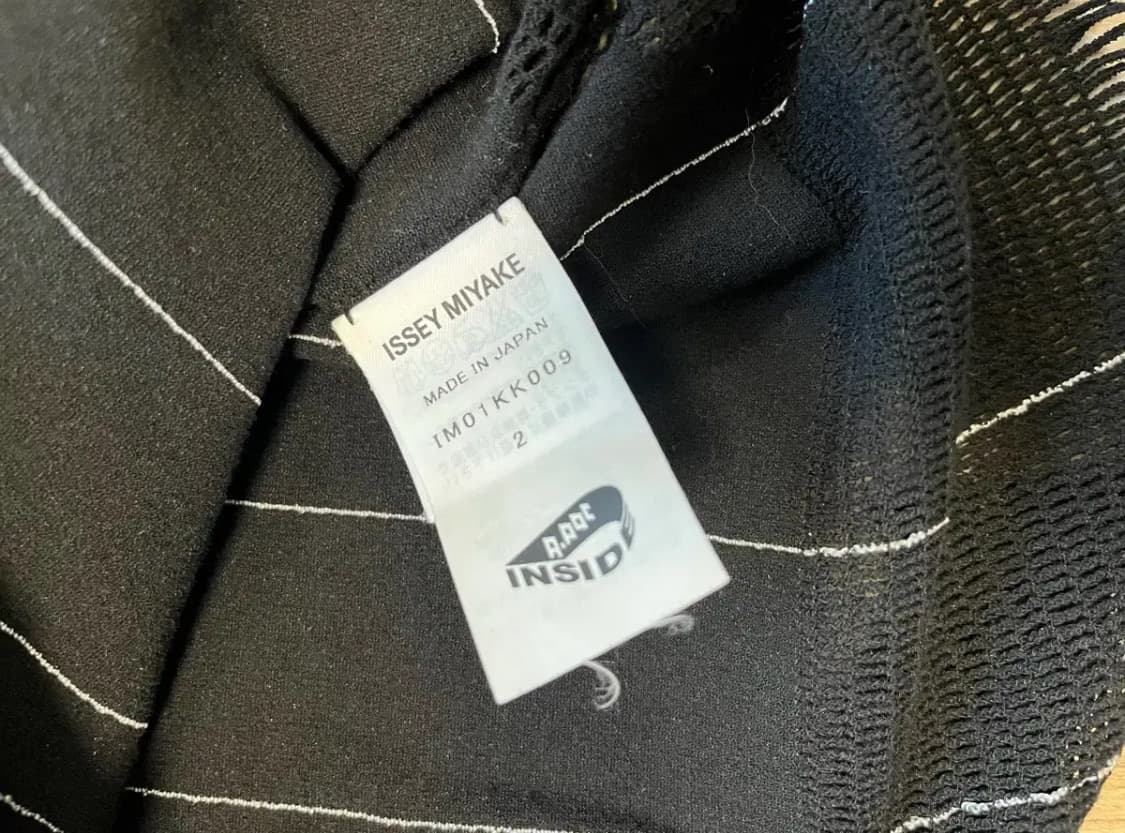 ISSEY MIYAKE
MADE IN JAPAN
IM01KK009
2
A.POC
INSIDE